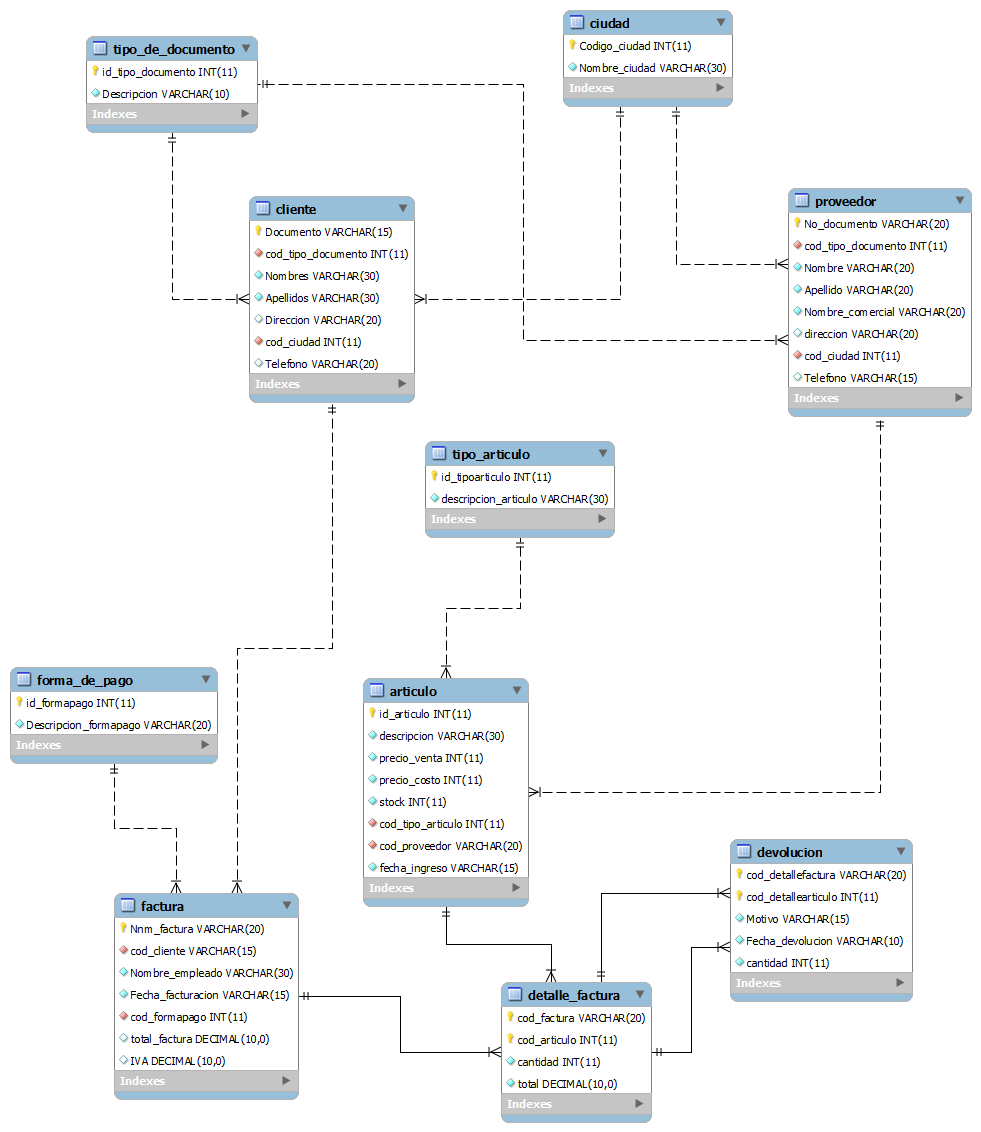 ciudad
Codigo_ciudad INT(11)
Nombre_ciudad VARCHAR(30)
Indexes
tipo_de_documento
id_tipo_documento INT(11)
Descripcion VARCHAR(10)
Indexes
cliente
Documento VARCHAR(15)
cod_tipo_documento INT(11)
Nombres VARCHAR(30)
Apellidos VARCHAR(30)
Direccion VARCHAR(20)
cod_ciudad INT(11)
Telefono VARCHAR(20)
Indexes
proveedor
No_documento VARCHAR(20)
cod_tipo_documento INT(11)
Nombre VARCHAR(20)
Apellido VARCHAR(20)
Nombre_comercial VARCHAR(20)
direccion VARCHAR(20)
cod_ciudad INT(11)
Telefono VARCHAR(15)
Indexes
tipo_articulo
id_tipoarticulo INT(11)
descripcion_articulo VARCHAR(30)
Indexes
forma_de_pago
id_formapago INT(11)
Descripcion_formapago VARCHAR(20)
Indexes
articulo
id_articulo INT(11)
descripcion VARCHAR(30)
precio_venta INT(11)
precio_costo INT(11)
stock INT(11)
cod_tipo_articulo INT(11)
cod_proveedor VARCHAR(20)
fecha_ingreso VARCHAR(15)
Indexes
devolucion
cod_detallefactura VARCHAR(20)
cod_detallearticulo INT(11)
Motivo VARCHAR(15)
Fecha_devolucion VARCHAR(10)
cantidad INT(11)
Indexes
factura
Nnm_factura VARCHAR(20)
cod_cliente VARCHAR(15)
Nombre_empleado VARCHAR(30)
Fecha_facturacion VARCHAR(15)
cod_formapago INT(11)
total_factura DECIMAL(10,0)
IVA DECIMAL(10,0)
Indexes
detalle_factura
cod_factura VARCHAR(20)
cod_articulo INT(11)
cantidad INT(11)
total DECIMAL(10,0)
Indexes